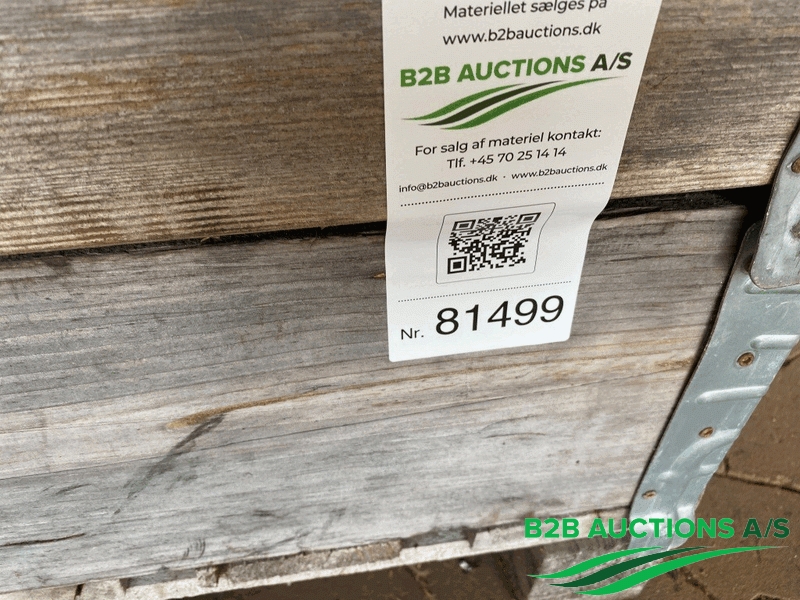 Materiellet sælges på
www.b2bauctions.dk
B2B AUCTIONS A/S
For salg af materiel kontakt:
Tlf. +45 70 25 14 14
info@b2bauctions.dk · www.b2bauctions.dk
Nr. 81499
B2B AUCTIONS A/S